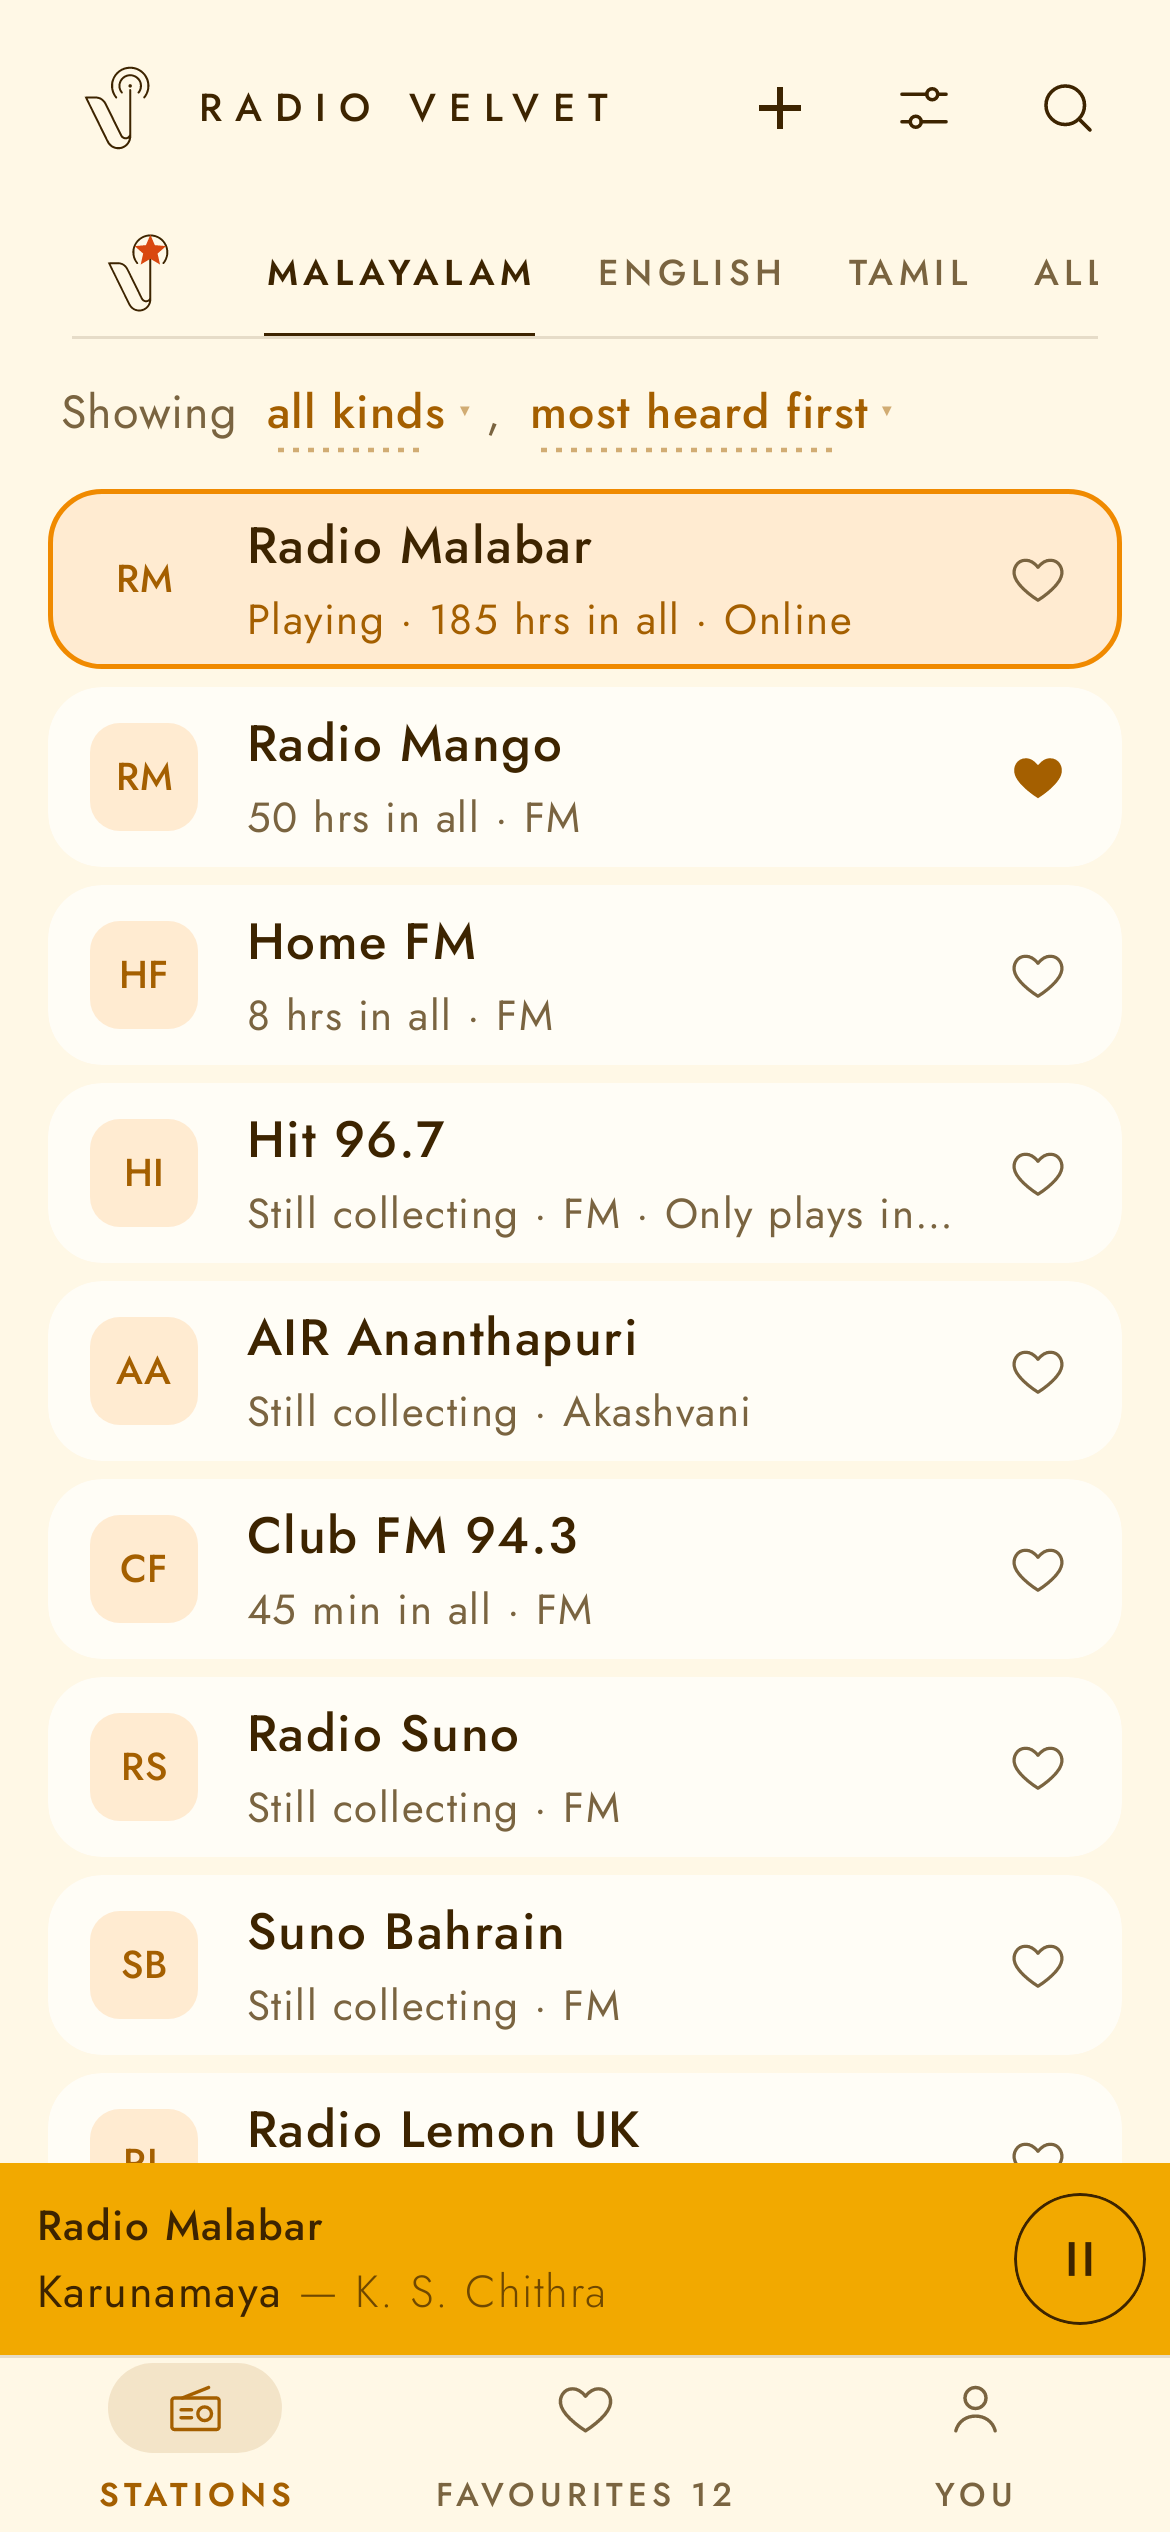 RADIO VELVET
MALAYALAM ENGLISH TAMIL ALL
Showing all kinds ▾ , most heard first ▾
RM
Radio Malabar
Playing · 185 hrs in all · Online
RM
Radio Mango
50 hrs in all · FM
HF
Home FM
8 hrs in all · FM
HI
Hit 96.7
Still collecting · FM · Only plays in...
AA
AIR Ananthapuri
Still collecting · Akashvani
CF
Club FM 94.3
45 min in all · FM
RS
Radio Suno
Still collecting · FM
SB
Suno Bahrain
Still collecting · FM
RL
Radio Lemon UK
Radio Malabar
Karunamaya — K. S. Chithra
STATIONS FAVOURITES 12 YOU